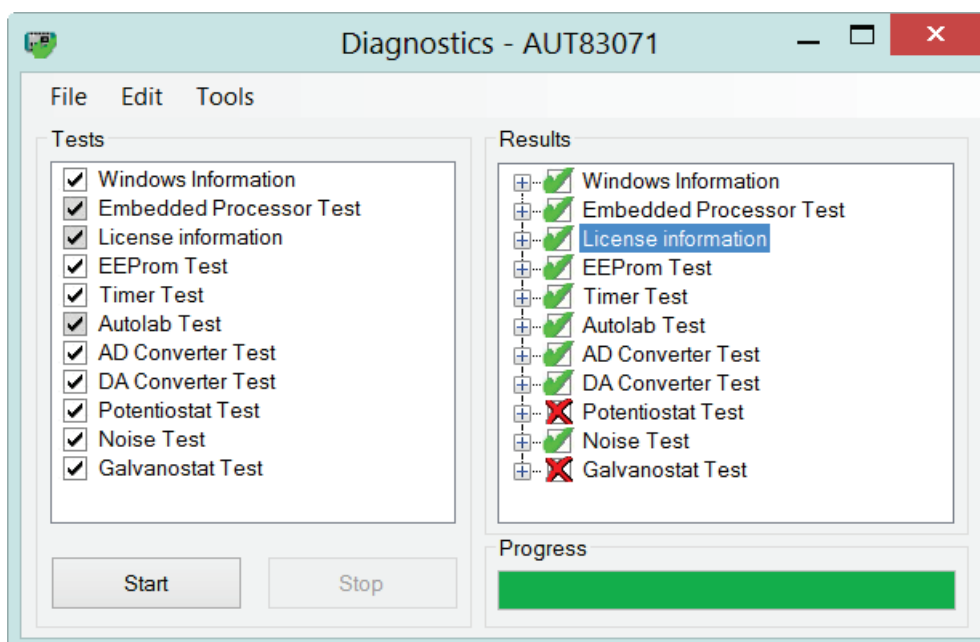 Diagnostics - AUT83071
File Edit Tools
Tests
Windows Information
Embedded Processor Test
License information
EEProm Test
Timer Test
Autolab Test
AD Converter Test
DA Converter Test
Potentiostat Test
Noise Test
Galvanostat Test
Start
Stop
Results
Windows Information
Embedded Processor Test
License information
EEProm Test
Timer Test
Autolab Test
AD Converter Test
DA Converter Test
Potentiostat Test
Noise Test
Galvanostat Test
Progress